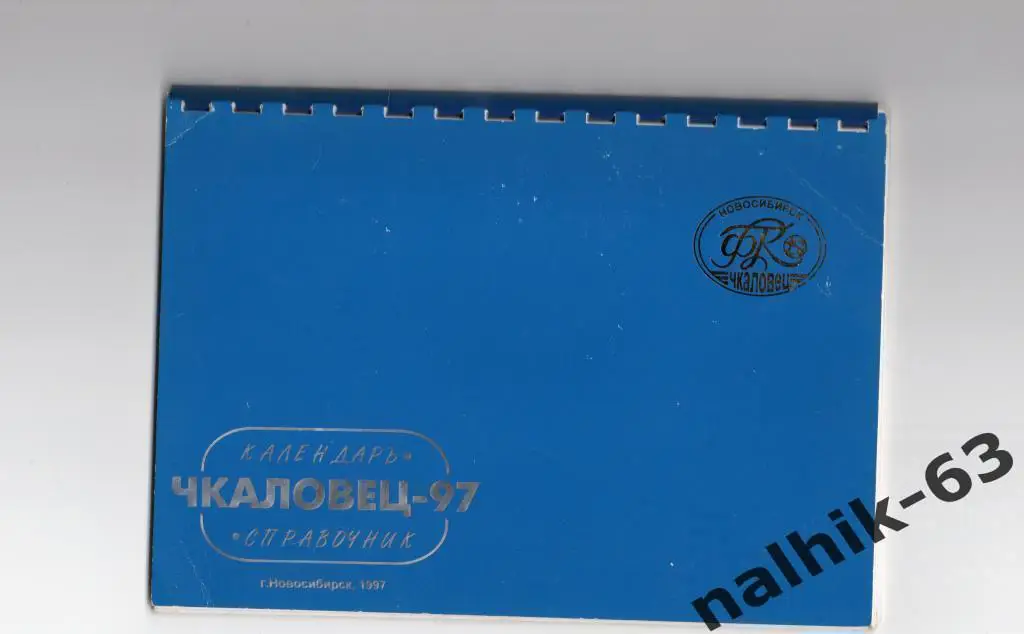 НОВОСИБИРСК
ФК
ЧКАЛОВЕЦ
КАЛЕНДАРЬ•
ЧКАЛОВЕЦ-97
•СПРАВОЧНИК
г.Новосибирск, 1997
nalhik-63